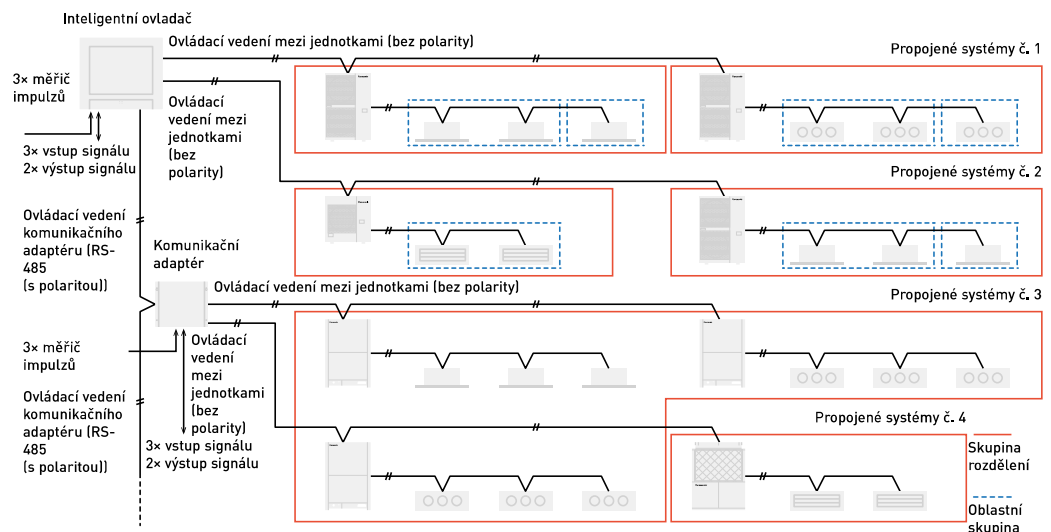 Inteligentní ovladač
Ovládací vedení mezi jednotkami (bez polarity)
Propojené systémy č. 1
3× měřič
impulzů
Ovládací
vedení mezi
jednotkami
(bez
polarity)
3× vstup signálu
2× výstup signálu
Propojené systémy č. 2
Ovládací vedení
komunikačního
adaptéru (RS-
485
(s polaritou))
Komunikační
adaptér
Ovládací vedení mezi jednotkami (bez polarity)
Propojené systémy č. 3
3× měřič
impulzů
Ovládací
vedení
mezi
jednotkami
(bez
polarity)
Ovládací vedení
komunikačního
adaptéru (RS-
485
(s polaritou))
3× vstup signálu
2× výstup signálu
Propojené systémy č. 4
Skupina
rozdělení
Oblastní
skupina